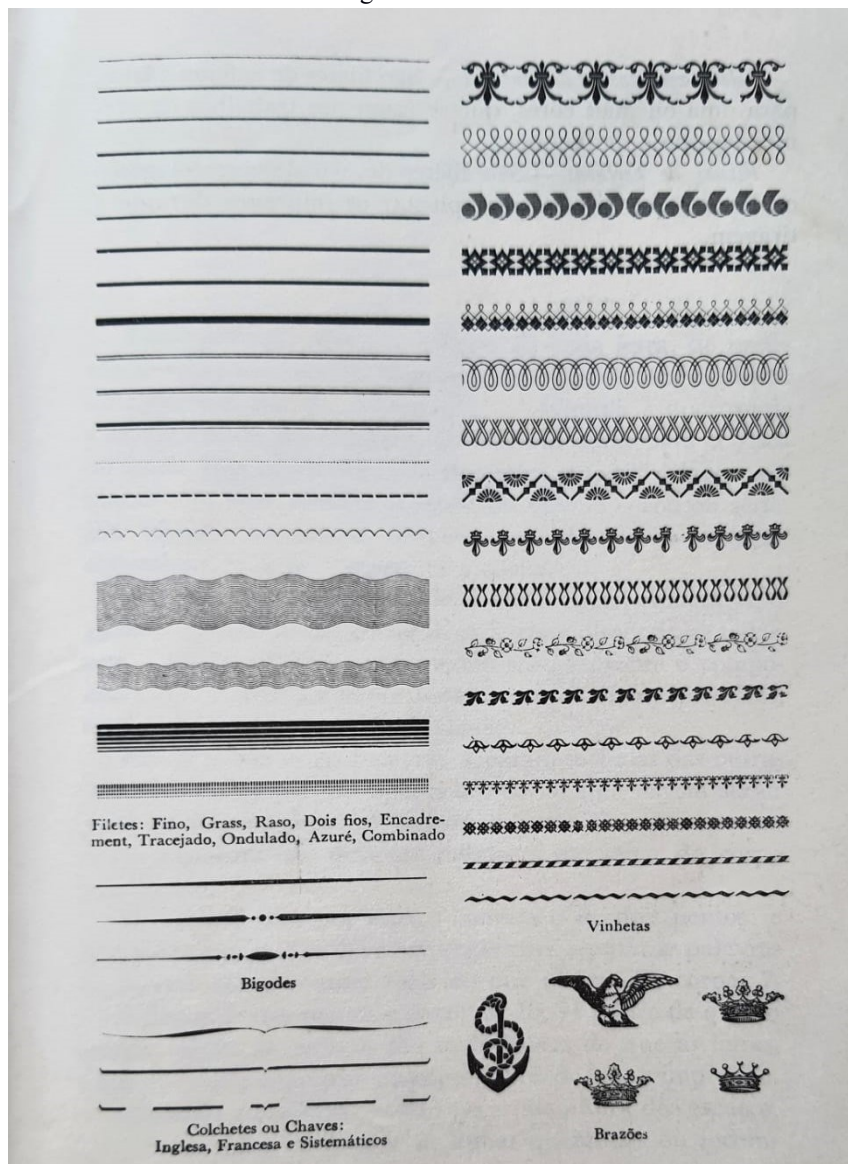 Filetes: Fino, Grass, Raso, Dois fios, Encadre-
ment, Tracejado, Ondulado, Azuré, Combinado
Bigodes
Colchetes ou Chaves:
Inglesa, Francesa e Sistemáticos
Vinhetas
Brazões